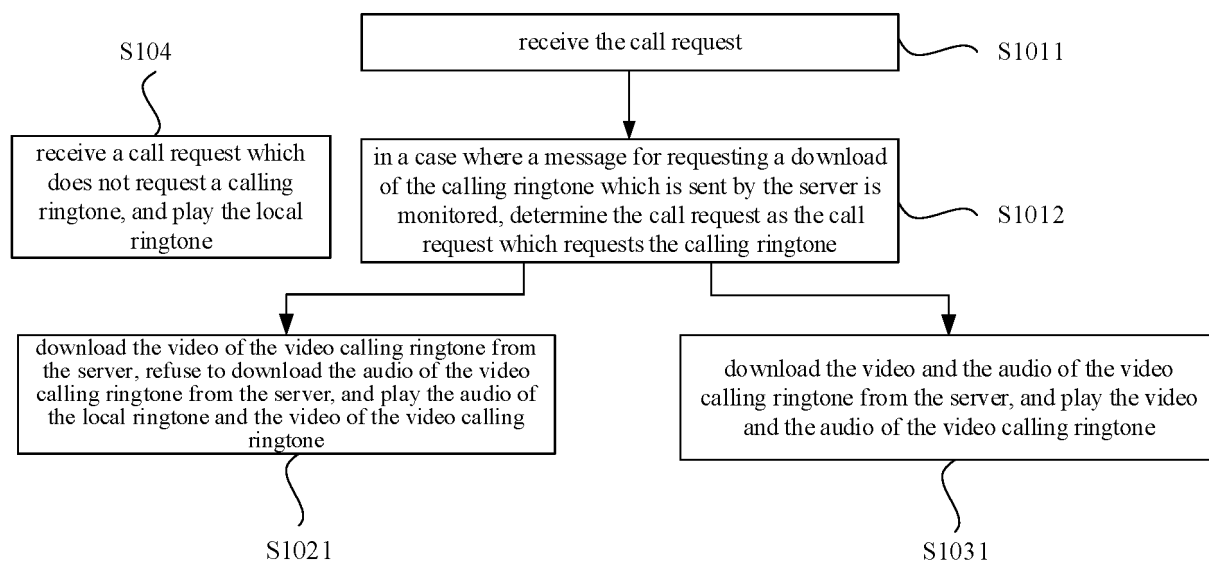 receive the call request
S1011
S104
receive a call request which
does not request a calling
ringtone, and play the local
ringtone
in a case where a message for requesting a download
of the calling ringtone which is sent by the server is
monitored, determine the call request as the call
request which requests the calling ringtone
S1012
download the video of the video calling ringtone from
the server, refuse to download the audio of the video
calling ringtone from the server, and play the audio
of the local ringtone and the video of the video calling
ringtone
download the video and the audio of the video
calling ringtone from the server, and play the video
and the audio of the video calling ringtone
S1021
S1031